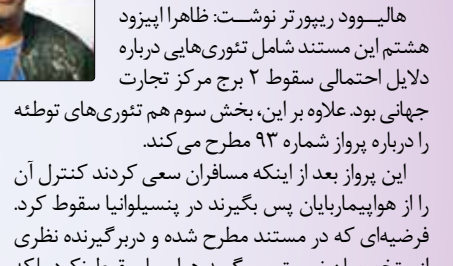 هالیــوود ریپورتر نوشــت: ظاهرا اپیزود
هشتم این مستند شامل تئوری‌هایی درباره
دلایل احتمالی سقوط ۲ برج مرکز تجارت
جهانی بود. علاوه بر این، بخش سوم هم تئوری‌های توطئه
را درباره پرواز شماره ۹۳ مطرح می‌کند.
این پرواز بعد از اینکه مسافران سعی کردند کنترل آن
را از هواپیماربایان پس بگیرند در پنسیلوانیا سقوط کرد.
فرضیه‌ای که در مستند مطرح شده و دربرگیرنده نظری